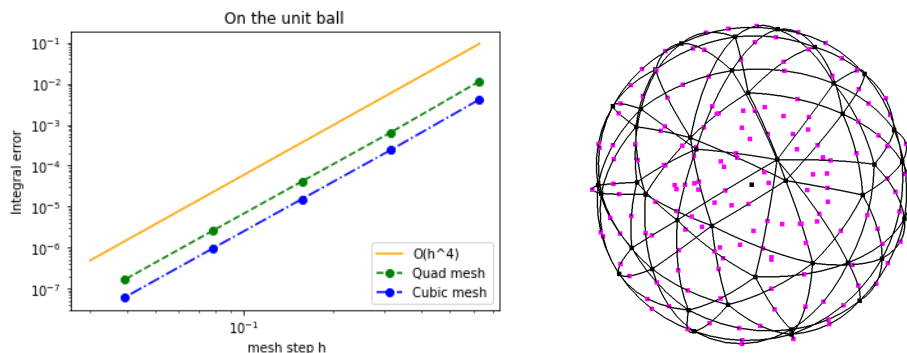 On the unit ball
Integral error
10⁻¹
10⁻²
10⁻³
10⁻⁴
10⁻⁵
10⁻⁶
10⁻⁷
O(h^4)
Quad mesh
Cubic mesh
10⁻¹
mesh step h